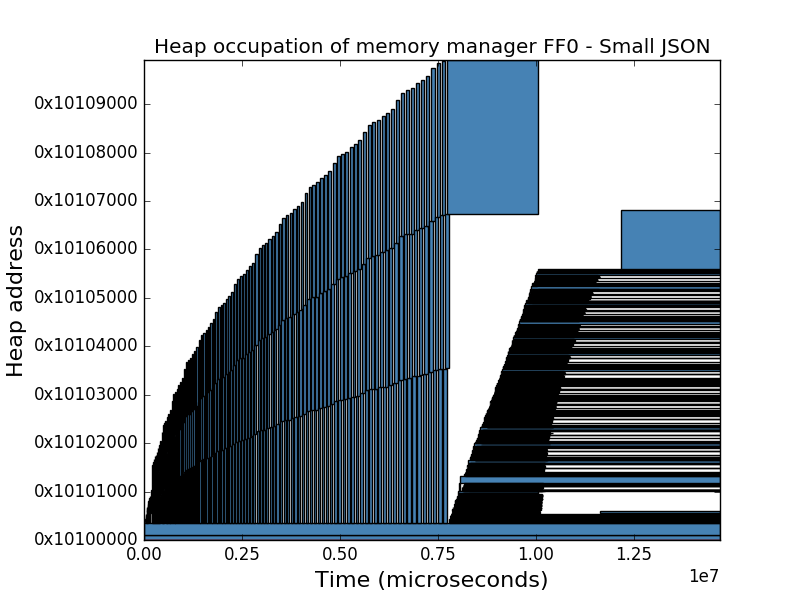 Heap occupation of memory manager FF0 - Small JSON
0x10109000
0x10108000
0x10107000
0x10106000
0x10105000
0x10104000
0x10103000
0x10102000
0x10101000
0x10100000
Heap address
0.00 0.25 0.50 0.75 1.00 1.25
1e7
Time (microseconds)